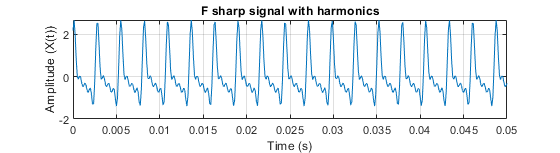 F sharp signal with harmonics
Amplitude (X(t))
2
0
-2
0 0.005 0.01 0.015 0.02 0.025 0.03 0.035 0.04 0.045 0.05
Time (s)